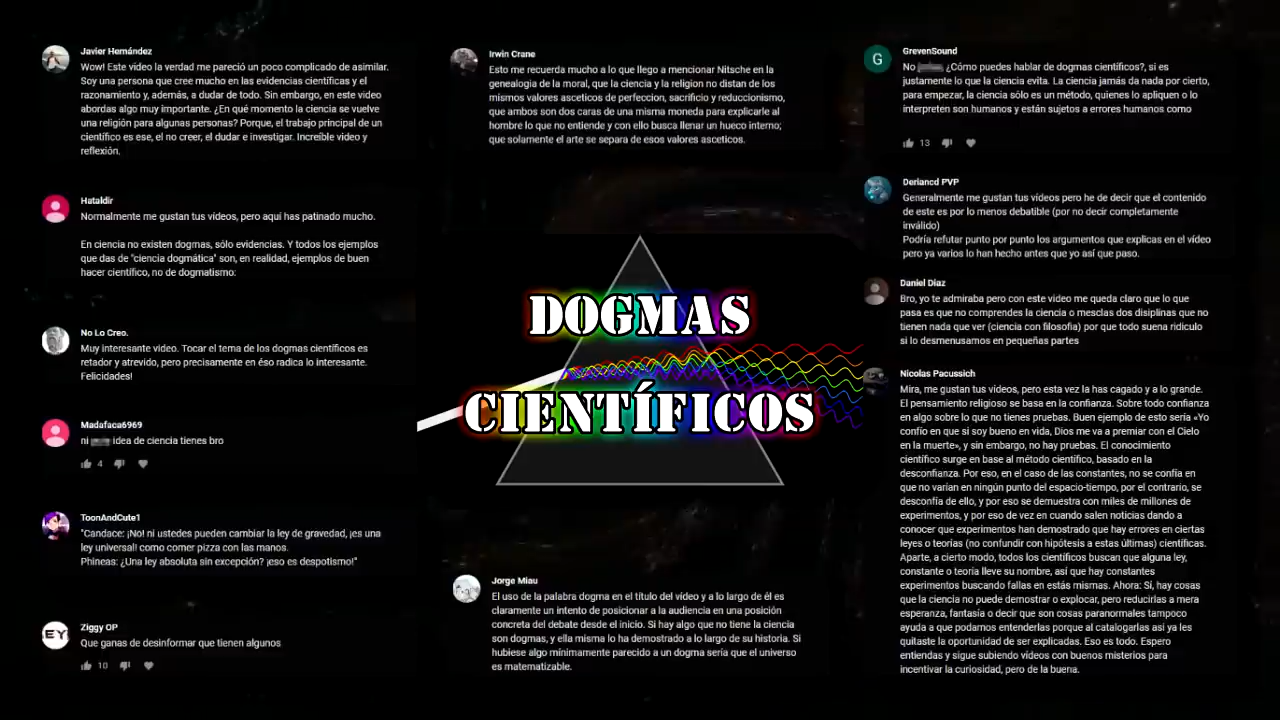 Javier Hernández
Wow! Este video la verdad me pareció un poco complicado de asimilar.
Soy una persona que cree mucho en las evidencias científicas y el
razonamiento y, además, a dudar de todo. Sin embargo, en este video
abordas algo muy importante. ¿En qué momento la ciencia se vuelve
una religión para algunas personas? Porque, el trabajo principal de un
científico es ese, el no creer, el dudar e investigar. Increíble video y
reflexión.
Hataldir
Normalmente me gustan tus vídeos, pero aquí has patinado mucho.
En ciencia no existen dogmas, sólo evidencias. Y todos los ejemplos
que das de "ciencia dogmática" son, en realidad, ejemplos de buen
hacer científico, no de dogmatismo:
No Lo Creo.
Muy interesante video. Tocar el tema de los dogmas científicos es
retador y atrevido, pero precisamente en éso radica lo interesante.
Felicidades!
Madafaca6969
ni idea de ciencia tienes bro
4
ToonAndCute1
"Candace: ¡No! ni ustedes pueden cambiar la ley de gravedad, ¡es una
ley universal! como comer pizza con las manos.
Phineas: ¿Una ley absoluta sin excepción? ¡eso es despotismo!"
EY
Ziggy OP
Que ganas de desinformar que tienen algunos
10
Irwin Crane
Esto me recuerda mucho a lo que llego a mencionar Nitsche en la
genealogia de la moral, que la ciencia y la religion no distan de los
mismos valores asceticos de perfeccion, sacrificio y reduccionismo,
que ambos son dos caras de una misma moneda para explicarle al
hombre lo que no entiende y con ello busca llenar un hueco interno;
que solamente el arte se separa de esos valores asceticos.
DOGMAS
CIENTÍFICOS
Jorge Miau
El uso de la palabra dogma en el título del vídeo y a lo largo de él es
claramente un intento de posicionar a la audiencia en una posición
concreta del debate desde el inicio. Si hay algo que no tiene la ciencia
son dogmas, y ella misma lo ha demostrado a lo largo de su historia. Si
hubiese algo mínimamente parecido a un dogma sería que el universo
es matematizable.
G
GrevenSound
No ¿Cómo puedes hablar de dogmas científicos?, si es
justamente lo que la ciencia evita. La ciencia jamás da nada por cierto,
para empezar, la ciencia sólo es un método, quienes lo apliquen o lo
interpreten son humanos y están sujetos a errores humanos como
13
Deriancd PVP
Generalmente me gustan tus vídeos pero he de decir que el contenido
de este es por lo menos debatible (por no decir completamente
inválido)
Podría refutar punto por punto los argumentos que explicas en el vídeo
pero ya varios lo han hecho antes que yo así que paso.
Daniel Diaz
Bro, yo te admiraba pero con este video me queda claro que lo que
pasa es que no comprendes la ciencia o mesclas dos disiplinas que no
tienen nada que ver (ciencia con filosofia) por que todo suena ridiculo
si lo desmenusamos en pequeñas partes
Nicolas Pacussich
Mira, me gustan tus vídeos, pero esta vez la has cagado y a lo grande.
El pensamiento religioso se basa en la confianza. Sobre todo confianza
en algo sobre lo que no tienes pruebas. Buen ejemplo de esto sería «Yo
confío en que si soy bueno en vida, Dios me va a premiar con el Cielo
en la muerte», y sin embargo, no hay pruebas. El conocimiento
científico surge en base al método científico, basado en la
desconfianza. Por eso, en el caso de las constantes, no se confía en
que no varian en ningún punto del espacio-tiempo, por el contrario, se
desconfía de ello, y por eso se demuestra con miles de millones de
experimentos, y por eso de vez en cuando salen noticias dando a
conocer que experimentos han demostrado que hay errores en ciertas
leyes o teorías (no confundir con hipótesis a estas últimas) científicas.
Aparte, a cierto modo, todos los científicos buscan que alguna ley,
constante o teoría lleve su nombre, así que hay constantes
experimentos buscando fallas en estás mismas. Ahora: Sí, hay cosas
que la ciencia no puede demostrar o explocar, pero reducirlas a mera
esperanza, fantasía o decir que son cosas paranormales tampoco
ayuda a que podamos entenderlas porque al catalogarlas así ya les
quitaste la oportunidad de ser explicadas. Eso es todo. Espero
entiendas y sigue subiendo vídeos con buenos misterios para
incentivar la curiosidad, pero de la buena.